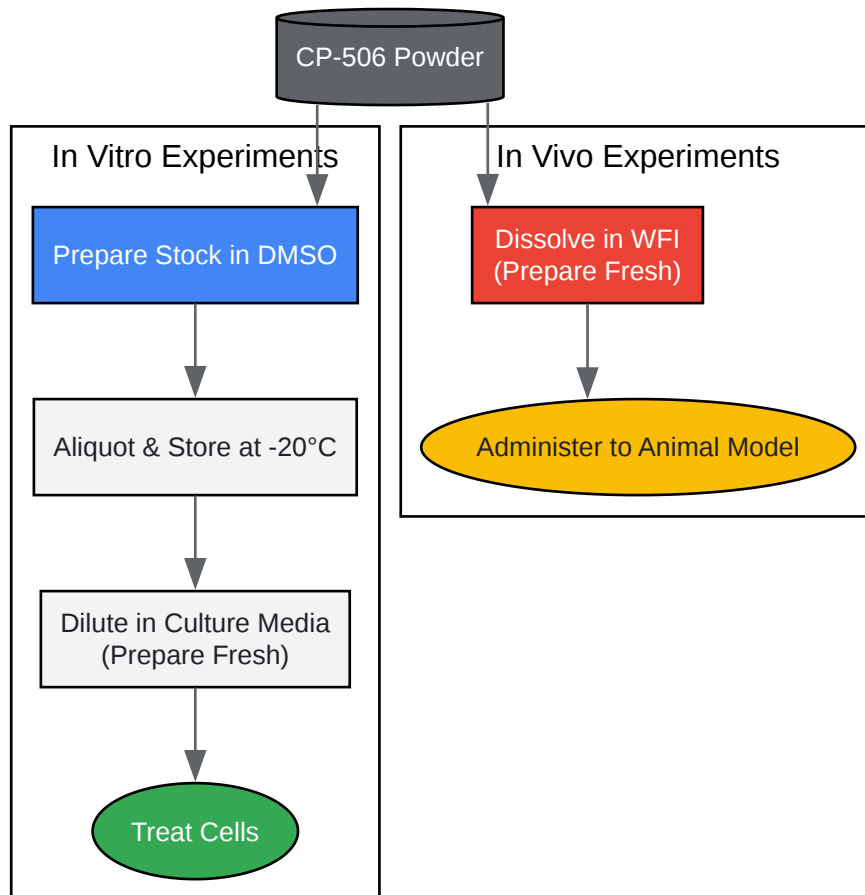 CP-506 Powder
In Vitro Experiments
Prepare Stock in DMSO
Aliquot & Store at -20°C
Dilute in Culture Media
(Prepare Fresh)
Treat Cells
In Vivo Experiments
Dissolve in WFI
(Prepare Fresh)
Administer to Animal Model